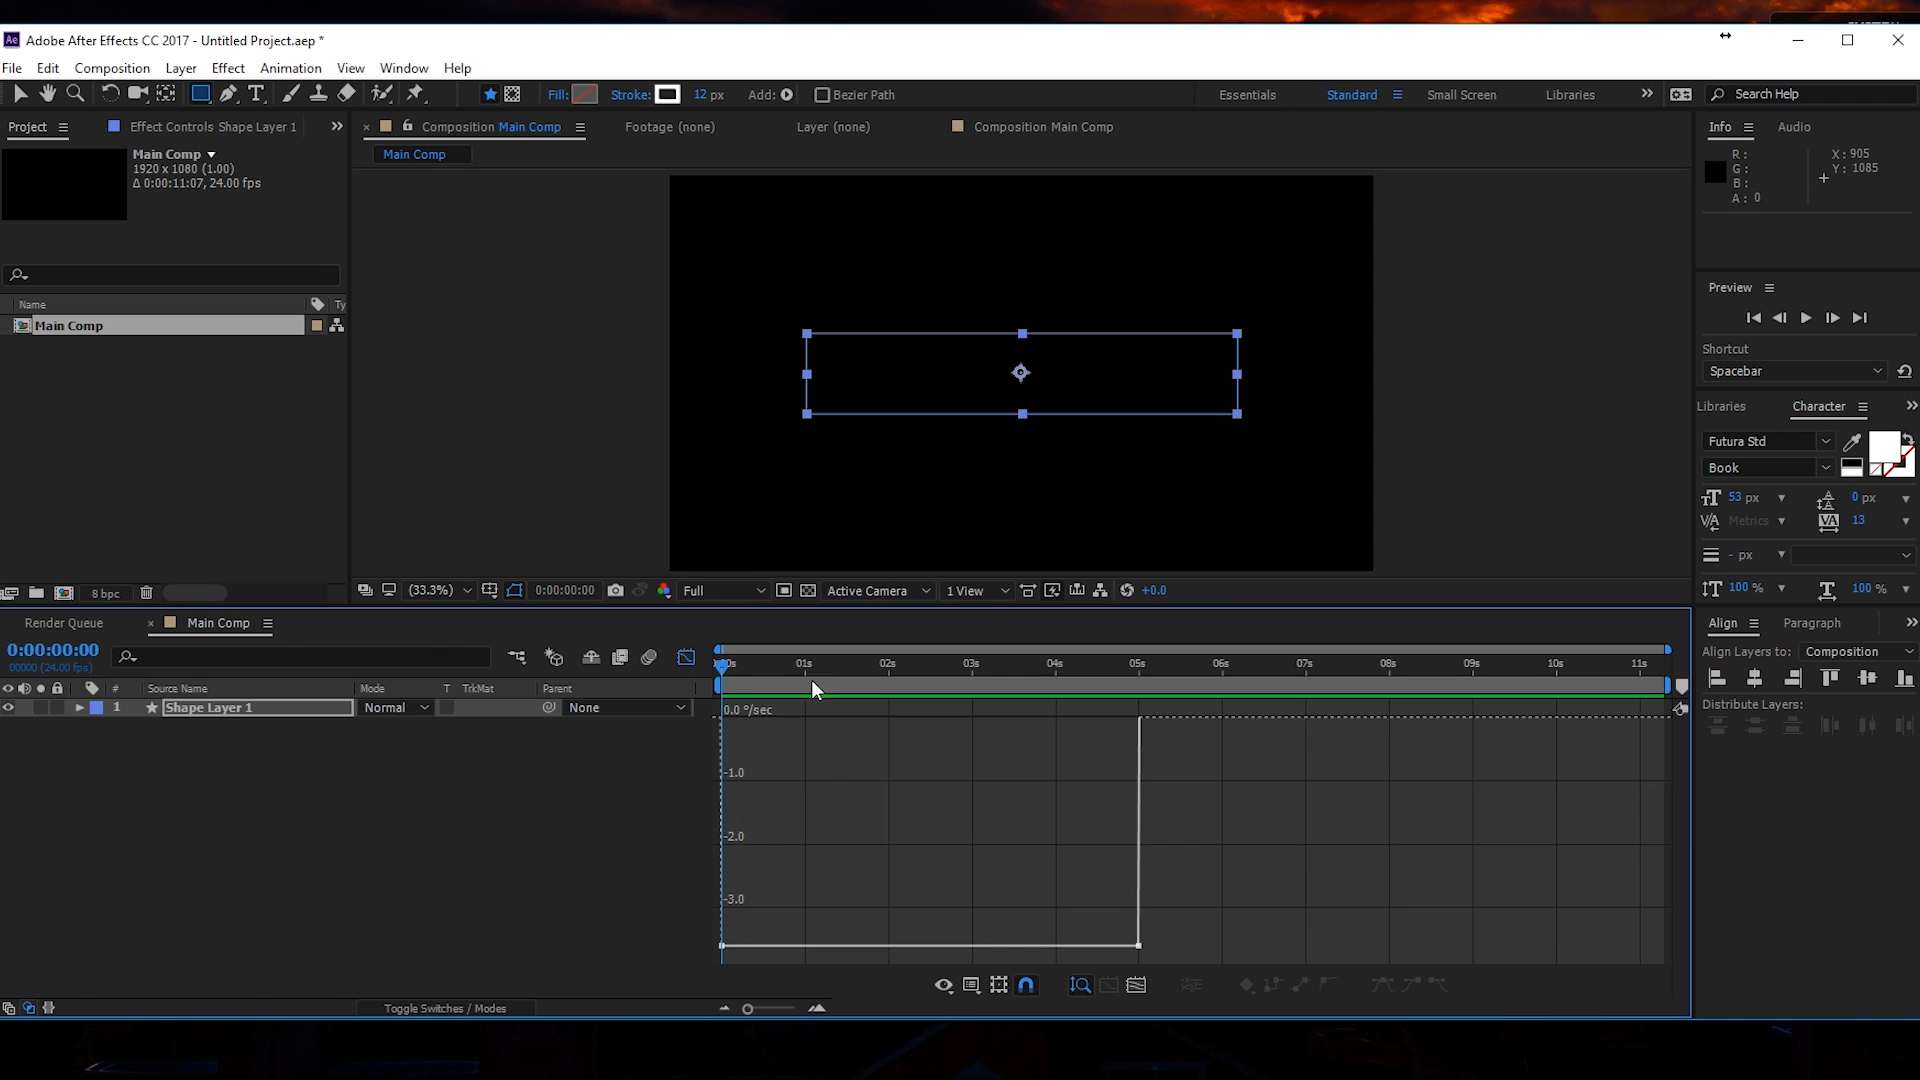 Ae Adobe After Effects CC 2017 - Untitled Project.aep *
File Edit Composition Layer Effect Animation View Window Help
T Fill: Stroke: 12 px Add: Bezier Path Essentials Standard Small Screen Libraries Search Help
Project Effect Controls Shape Layer 1 Composition Main Comp Footage (none) Layer (none) Composition Main Comp Info Audio
Main Comp
1920 x 1080 (1.00)
Δ 0:00:11:07, 24.00 fps
Main Comp
R:
G:
B:
A: 0
X: 905
Y: 1085
Name Ty
Main Comp
Preview
Shortcut
Spacebar
Libraries Character
Futura Std
Book
53 px 0 px
Metrics 13
- px
100 % 100 %
8 bpc
(33.3%) 0:00:00:00 Full Active Camera 1 View +0.0
Render Queue Main Comp
0:00:00:00
00000 (24.00 fps)
01s 02s 03s 04s 05s 06s 07s 08s 09s 10s 11s
# Source Name Mode T TrkMat Parent
1 Shape Layer 1 Normal None
0.0 °/sec
-1.0
-2.0
-3.0
Toggle Switches / Modes
Align Paragraph
Align Layers to: Composition
Distribute Layers: